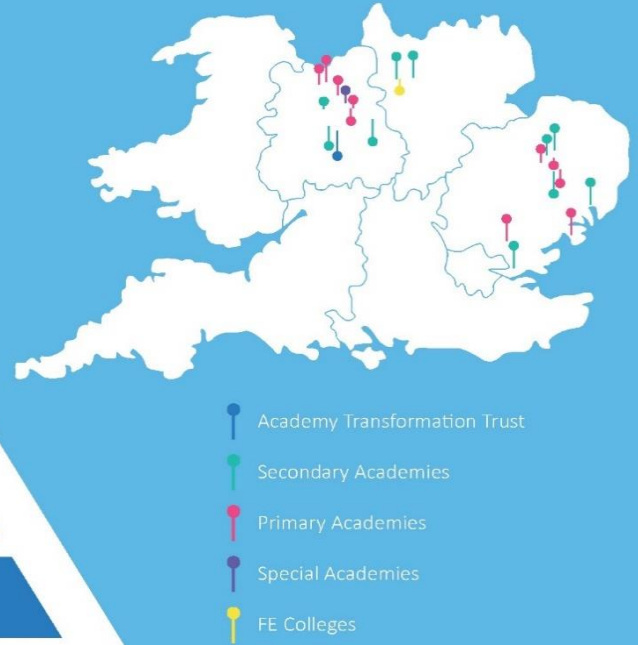 Academy Transformation Trust
Secondary Academies
Primary Academies
Special Academies
FE Colleges